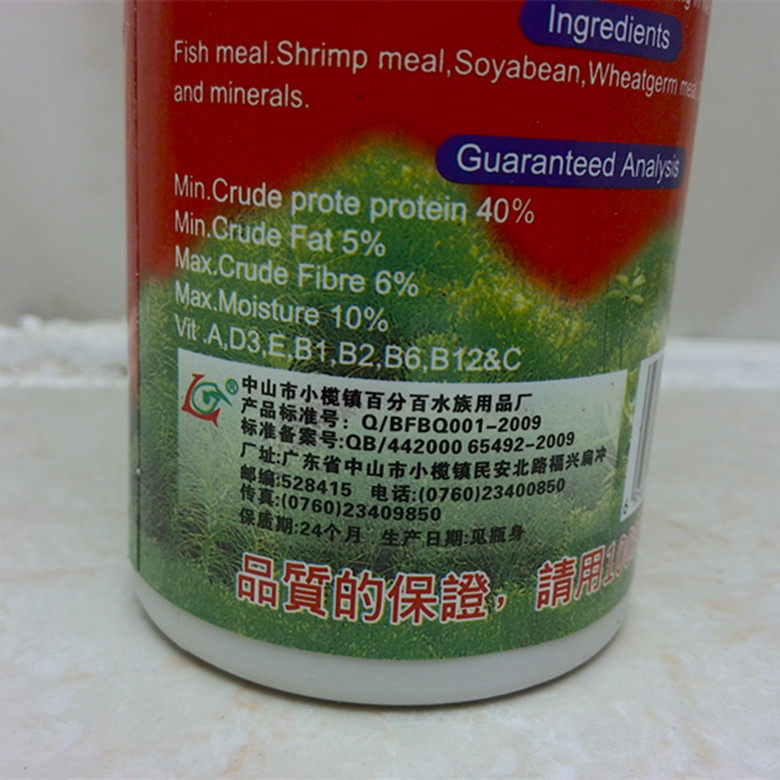 Ingredients
Fish meal.Shrimp meal,Soyabean,Wheatgerm meal
and minerals.
Guaranteed Analysis
Min.Crude prote protein 40%
Min.Crude Fat 5%
Max.Crude Fibre 6%
Max.Moisture 10%
Vit .A,D3,E,B1,B2,B6,B12&C
®中山市小榄镇百分百水族用品厂
产品标准号：Q/BFBQ001-2009
标准备案号:QB/442000 65492-2009
厂址:广东省中山市小榄镇民安北路福兴扁冲
邮编:528415 电话:(0760)23400850
传真:(0760)23409850
保质期:24个月 生产日期:见瓶身
品質的保證，請用100